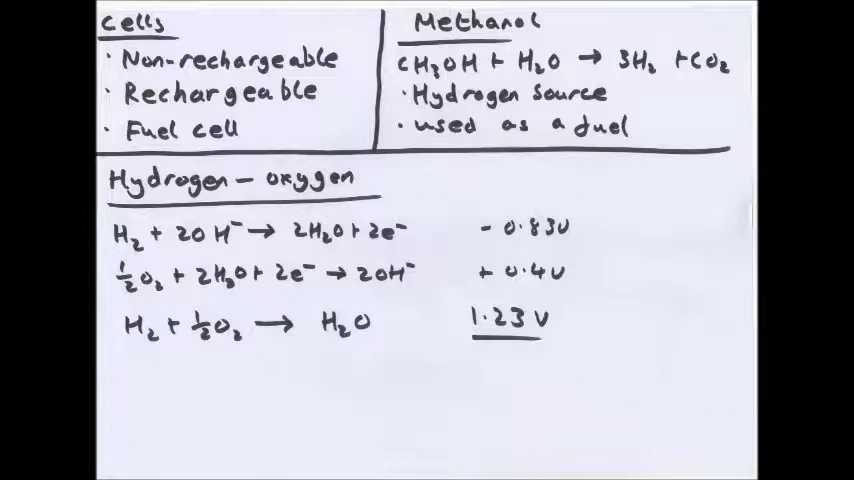 Cells
· Non-rechargeable
· Rechargeable
· Fuel cell
Methanol
CH₃OH + H₂O → 3H₂ + CO₂
· Hydrogen source
· used as a fuel
Hydrogen – oxygen
H₂ + 2OH⁻ → 2H₂O + 2e⁻ - 0.83V
½O₂ + 2H₂O + 2e⁻ → 2OH⁻ + 0.4V
H₂ + ½O₂ → H₂O 1.23 V